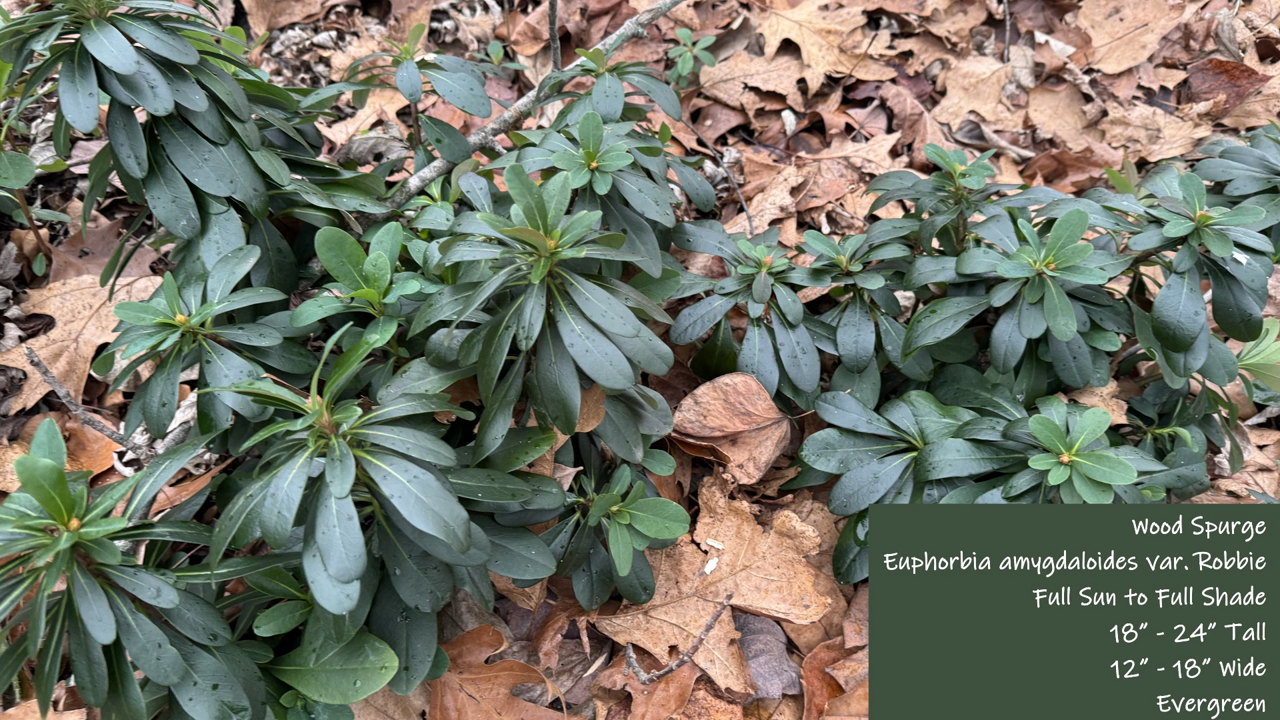 Wood Spurge
Euphorbia amygdaloides var. Robbie
Full Sun to Full Shade
18” - 24” Tall
12” - 18” Wide
Evergreen